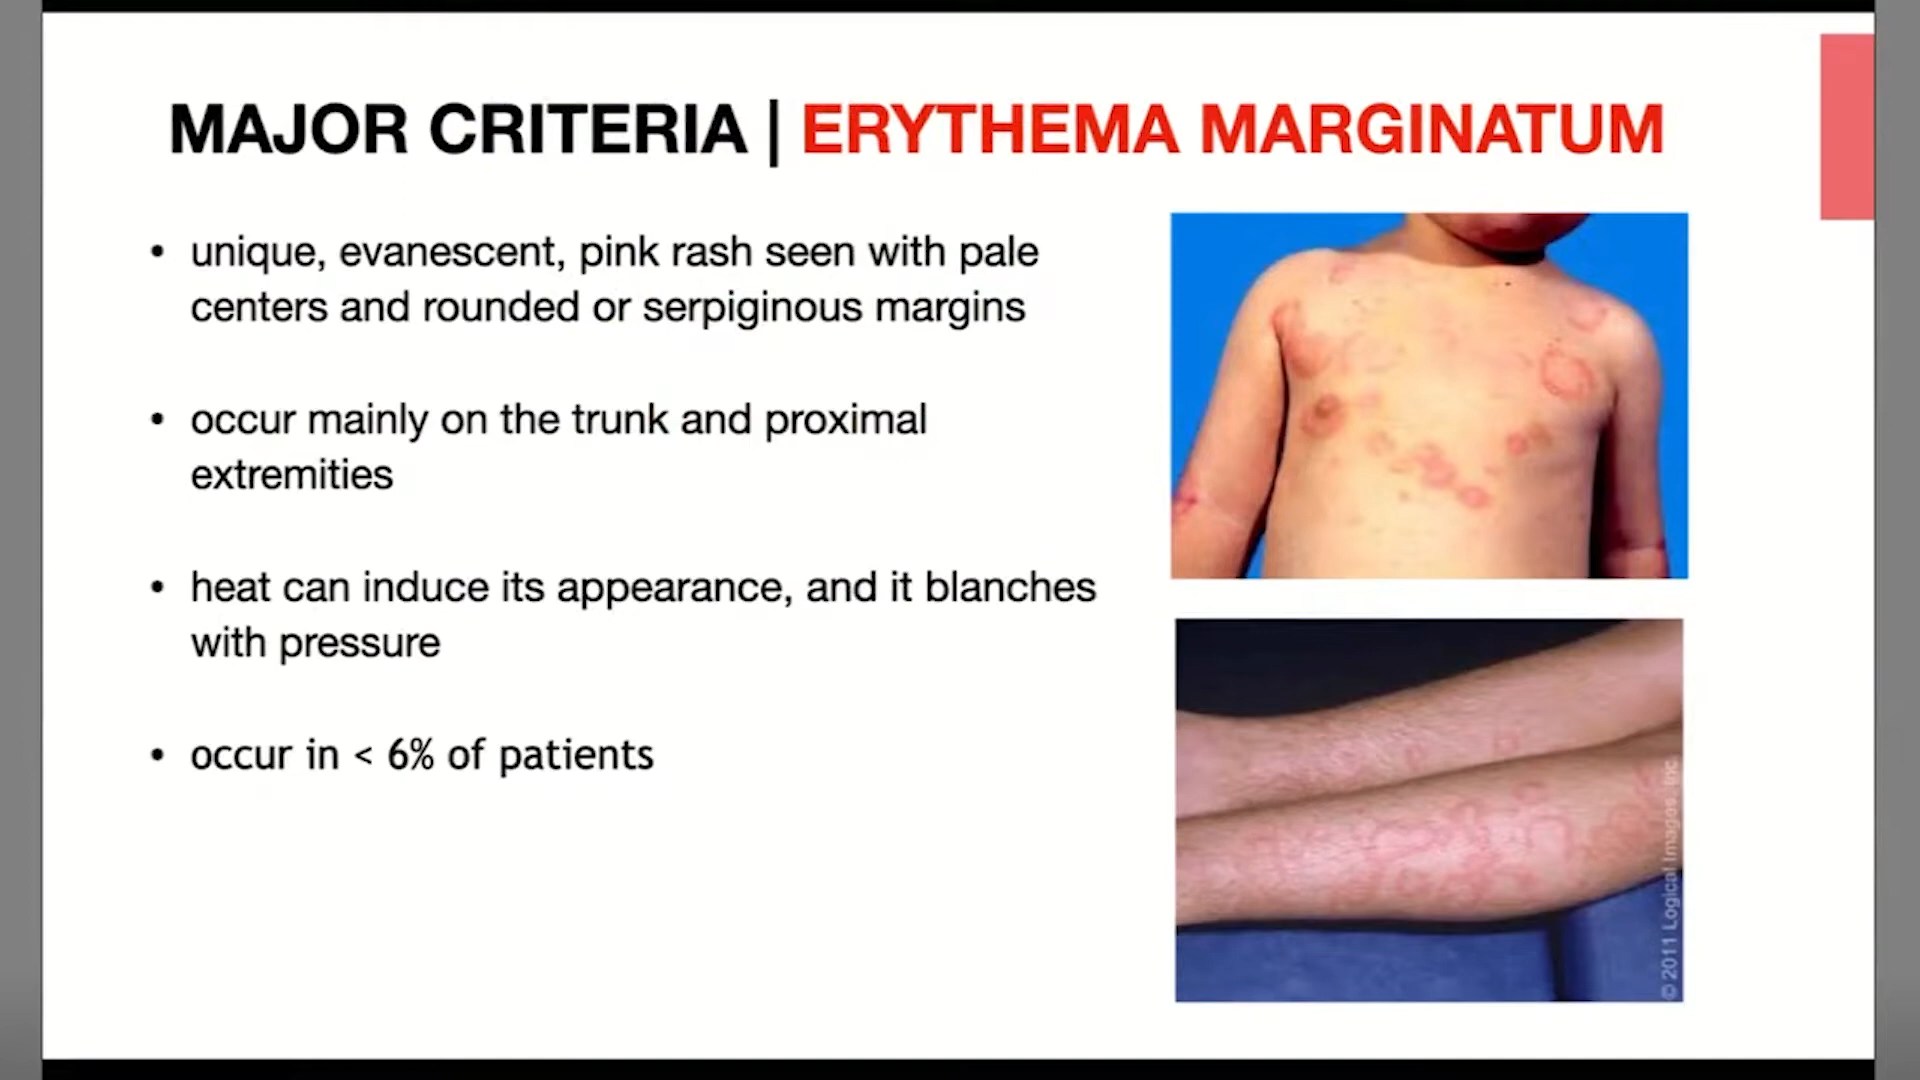 MAJOR CRITERIA | ERYTHEMA MARGINATUM
• unique, evanescent, pink rash seen with pale
centers and rounded or serpiginous margins
• occur mainly on the trunk and proximal
extremities
• heat can induce its appearance, and it blanches
with pressure
• occur in < 6% of patients
© 2011 Logical Images, Inc.